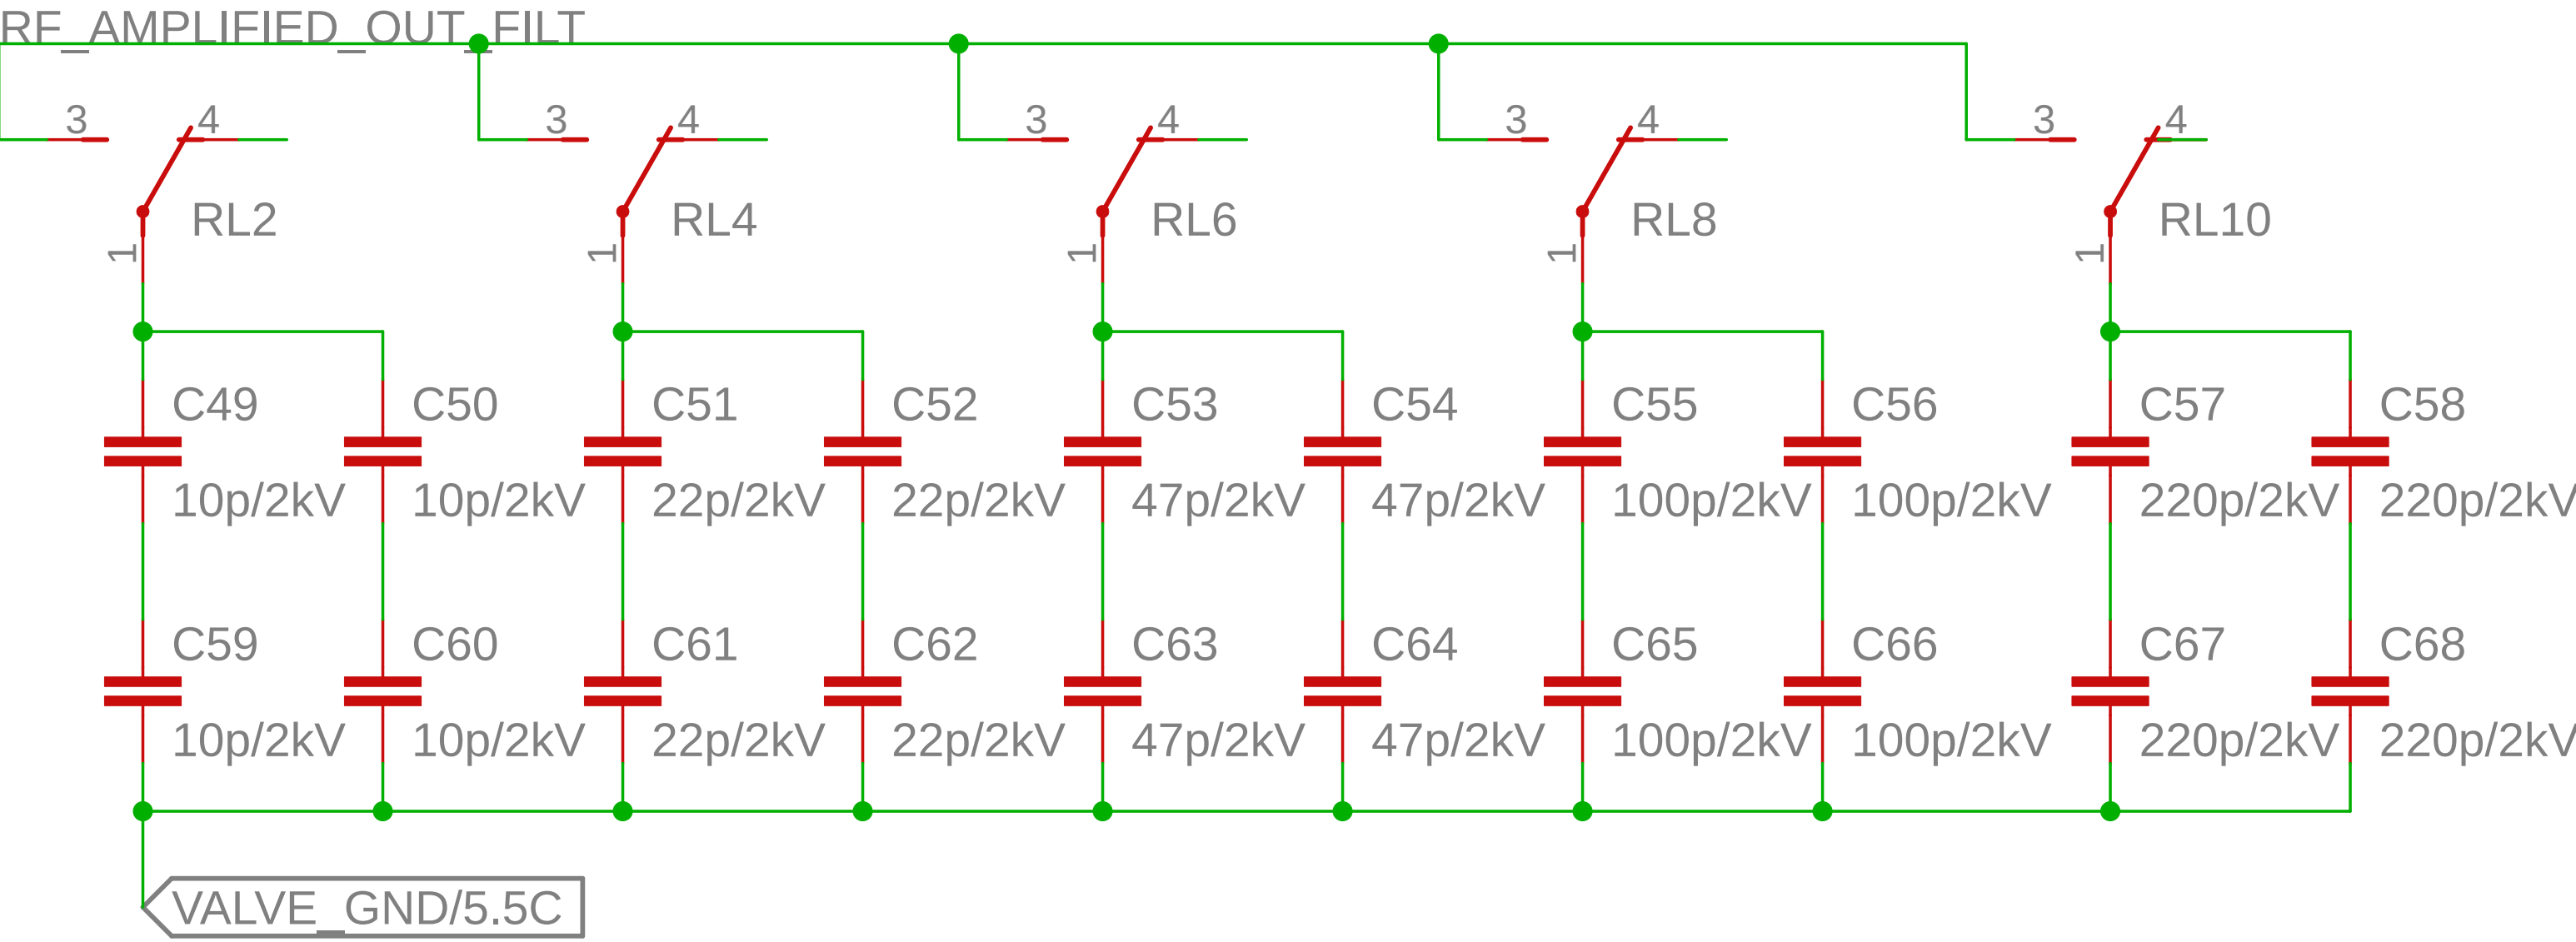 RF_AMPLIFIED_OUT_FILT
3 4 3 4 3 4 3 4 3 4
RL2 RL4 RL6 RL8 RL10
1 1 1 1 1
C49 C50 C51 C52 C53 C54 C55 C56 C57 C58
10p/2kV 10p/2kV 22p/2kV 22p/2kV 47p/2kV 47p/2kV 100p/2kV 100p/2kV 220p/2kV 220p/2kV
C59 C60 C61 C62 C63 C64 C65 C66 C67 C68
10p/2kV 10p/2kV 22p/2kV 22p/2kV 47p/2kV 47p/2kV 100p/2kV 100p/2kV 220p/2kV 220p/2kV
VALVE_GND/5.5C